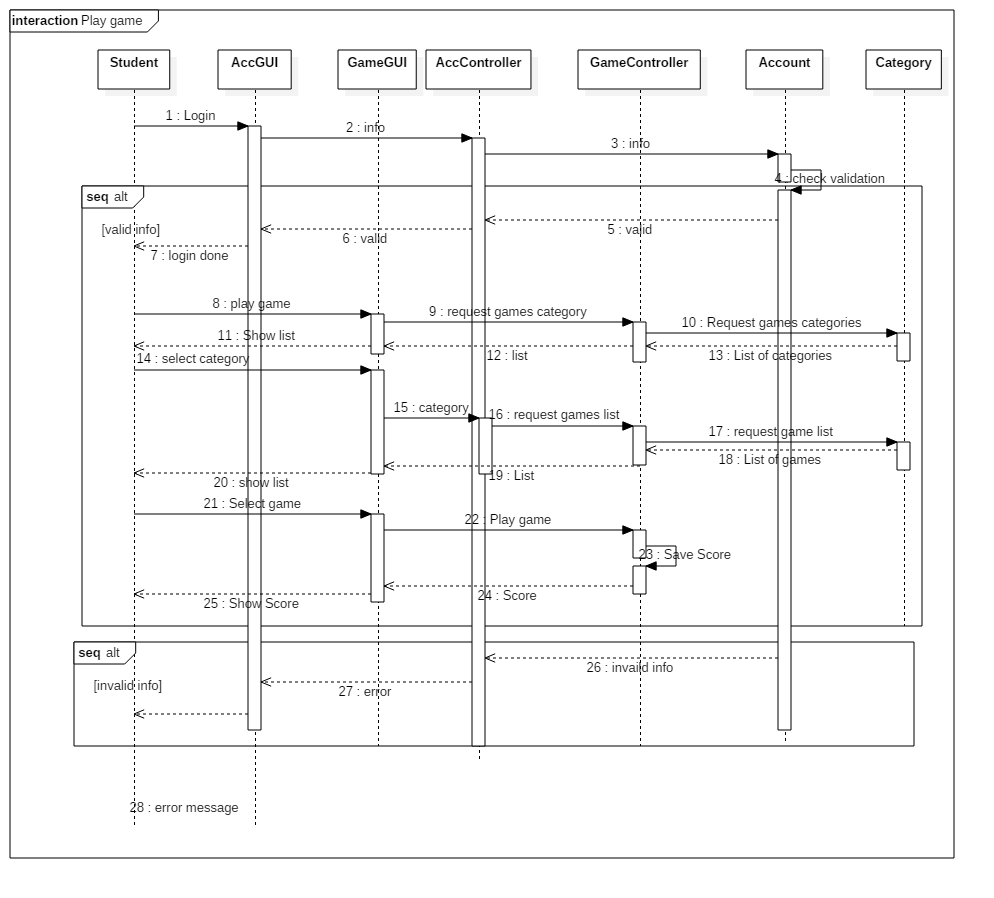 interaction Play game
Student
AccGUI
GameGUI
AccController
GameController
Account
Category
1 : Login
2 : info
3 : info
4 : check validation
seq alt
[valid info]
5 : valid
6 : valid
7 : login done
8 : play game
9 : request games category
10 : Request games categories
11 : Show list
12 : list
13 : List of categories
14 : select category
15 : category
16 : request games list
17 : request game list
18 : List of games
19 : List
20 : show list
21 : Select game
22 : Play game
23 : Save Score
24 : Score
25 : Show Score
seq alt
[invalid info]
26 : invalid info
27 : error
28 : error message